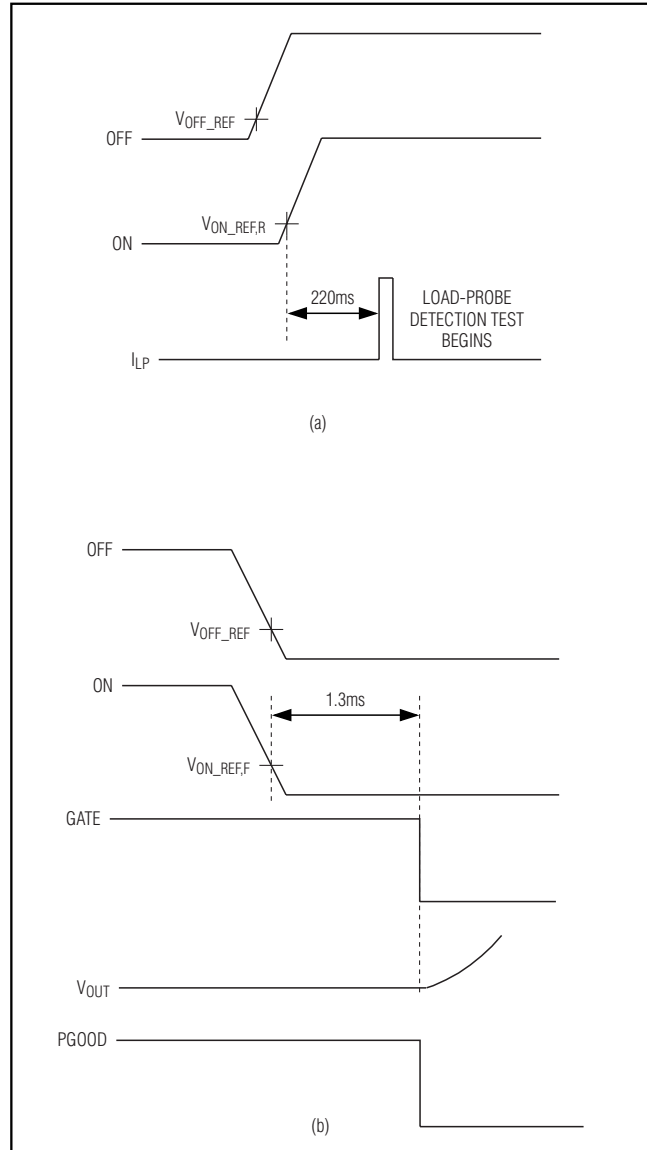 VOFF_REF
OFF
VON_REF,R
ON
220ms
LOAD-PROBE
DETECTION TEST
BEGINS
ILP
(a)
OFF
VOFF_REF
ON
1.3ms
VON_REF,F
GATE
VOUT
PGOOD
(b)